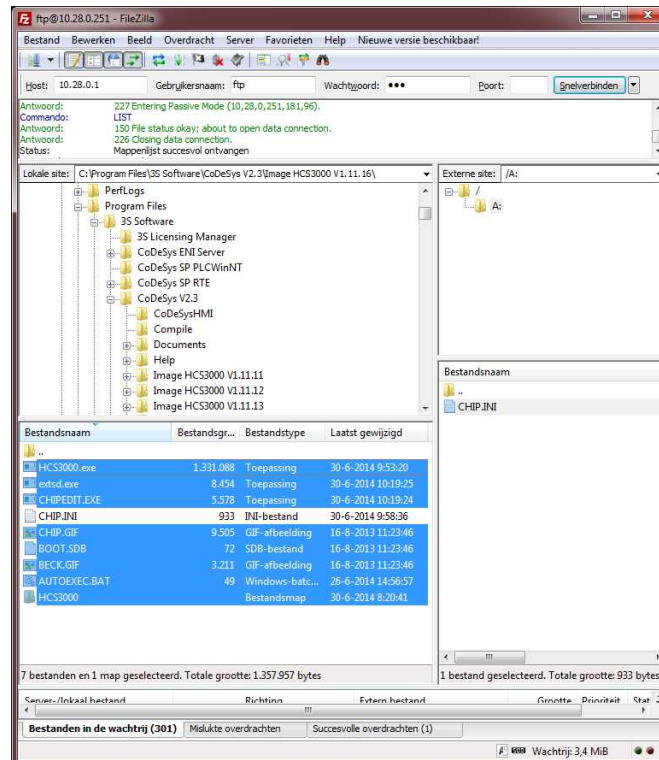 ftp@10.28.0.251 - FileZilla
Bestand Bewerken Beeld Overdracht Server Favorieten Help Nieuwe versie beschikbaar!
Host: 10.28.0.1 Gebruikersnaam: ftp Wachtwoord: ●●● Poort: Snelverbinden
Antwoord: 227 Entering Passive Mode (10,28,0,251,181,96).
Commando: LIST
Antwoord: 150 File status okay; about to open data connection.
Antwoord: 226 Closing data connection.
Status: Mappenlijst succesvol ontvangen
Lokale site: C:\Program Files\3S Software\CoDeSys V2.3\Image HCS3000 V1.11.16\
Externe site: /A:
PerfLogs
Program Files
3S Software
3S Licensing Manager
CoDeSys ENI Server
CoDeSys SP PLCWinNT
CoDeSys SP RTE
CoDeSys V2.3
CoDeSysHMI
Compile
Documents
Help
Image HCS3000 V1.11.11
Image HCS3000 V1.11.12
Image HCS3000 V1.11.13
/
A:
Bestandsnaam Bestandsgr... Bestandstype Laatst gewijzigd
..
HCS3000.exe 1.331.088 Toepassing 30-6-2014 9:53:20
extsd.exe 8.454 Toepassing 30-6-2014 10:19:25
CHIPEDIT.EXE 5.578 Toepassing 30-6-2014 10:19:24
CHIP.INI 933 INI-bestand 30-6-2014 9:58:36
CHIP.GIF 9.505 GIF-afbeelding 16-8-2013 11:23:46
BOOT.SDB 72 SDB-bestand 16-8-2013 11:23:46
BECK.GIF 3.211 GIF-afbeelding 16-8-2013 11:23:46
AUTOEXEC.BAT 49 Windows-batc... 26-6-2014 14:56:57
HCS3000 Bestandsmap 30-6-2014 8:20:41
7 bestanden en 1 map geselecteerd. Totale grootte: 1.357.957 bytes
Bestandsnaam
..
CHIP.INI
1 bestand geselecteerd. Totale grootte: 933 bytes
Server-/lokaal bestand Richting Extern bestand Grootte Prioriteit Stat
Bestanden in de wachtrij (301) Mislukte overdrachten Succesvolle overdrachten (1)
Wachtrij: 3,4 MiB